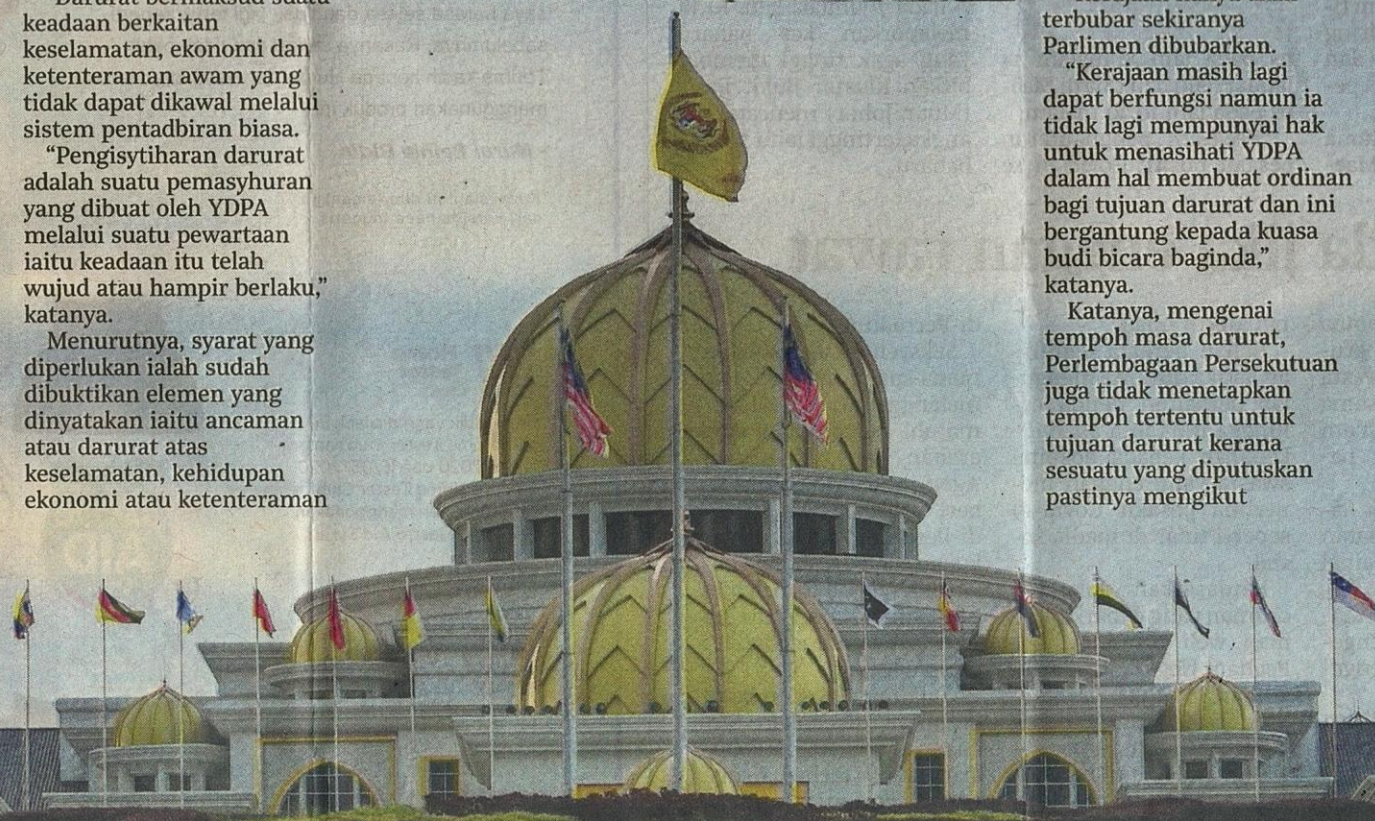 keadaan berkaitan
keselamatan, ekonomi dan
ketenteraman awam yang
tidak dapat dikawal melalui
sistem pentadbiran biasa.
“Pengisytiharan darurat
adalah suatu pemasyhuran
yang dibuat oleh YDPA
melalui suatu pewartaan
iaitu keadaan itu telah
wujud atau hampir berlaku,”
katanya.
Menurutnya, syarat yang
diperlukan ialah sudah
dibuktikan elemen yang
dinyatakan iaitu ancaman
atau darurat atas
keselamatan, kehidupan
ekonomi atau ketenteraman
terbubar sekiranya
Parlimen dibubarkan.
“Kerajaan masih lagi
dapat berfungsi namun ia
tidak lagi mempunyai hak
untuk menasihati YDPA
dalam hal membuat ordinan
bagi tujuan darurat dan ini
bergantung kepada kuasa
budi bicara baginda,”
katanya.
Katanya, mengenai
tempoh masa darurat,
Perlembagaan Persekutuan
juga tidak menetapkan
tempoh tertentu untuk
tujuan darurat kerana
sesuatu yang diputuskan
pastinya mengikut